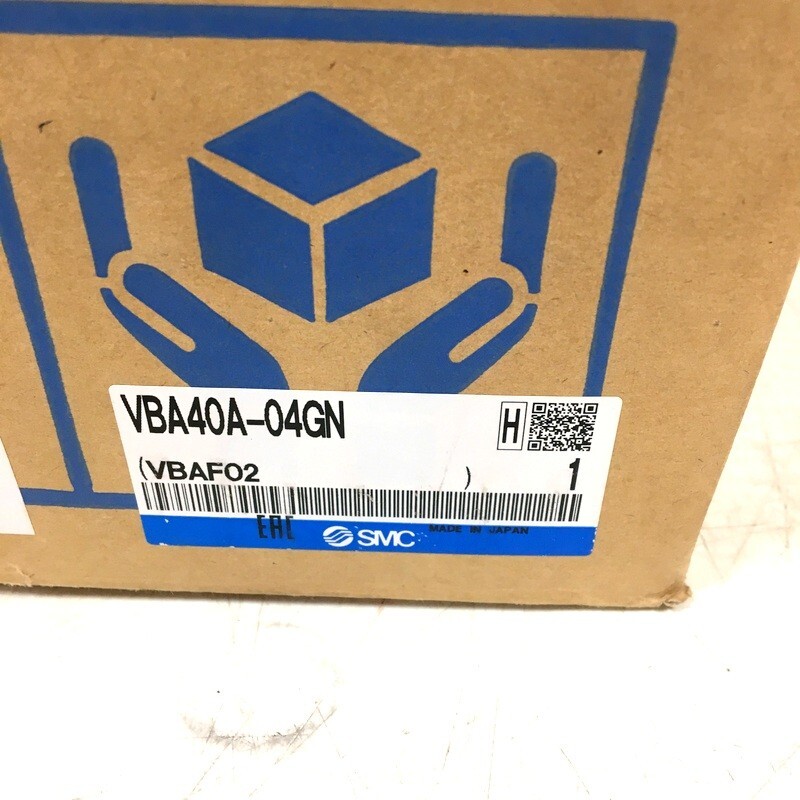 VBA40A-04GN
H
(VBAF02 )
1
EAC
SMC
MADE IN JAPAN